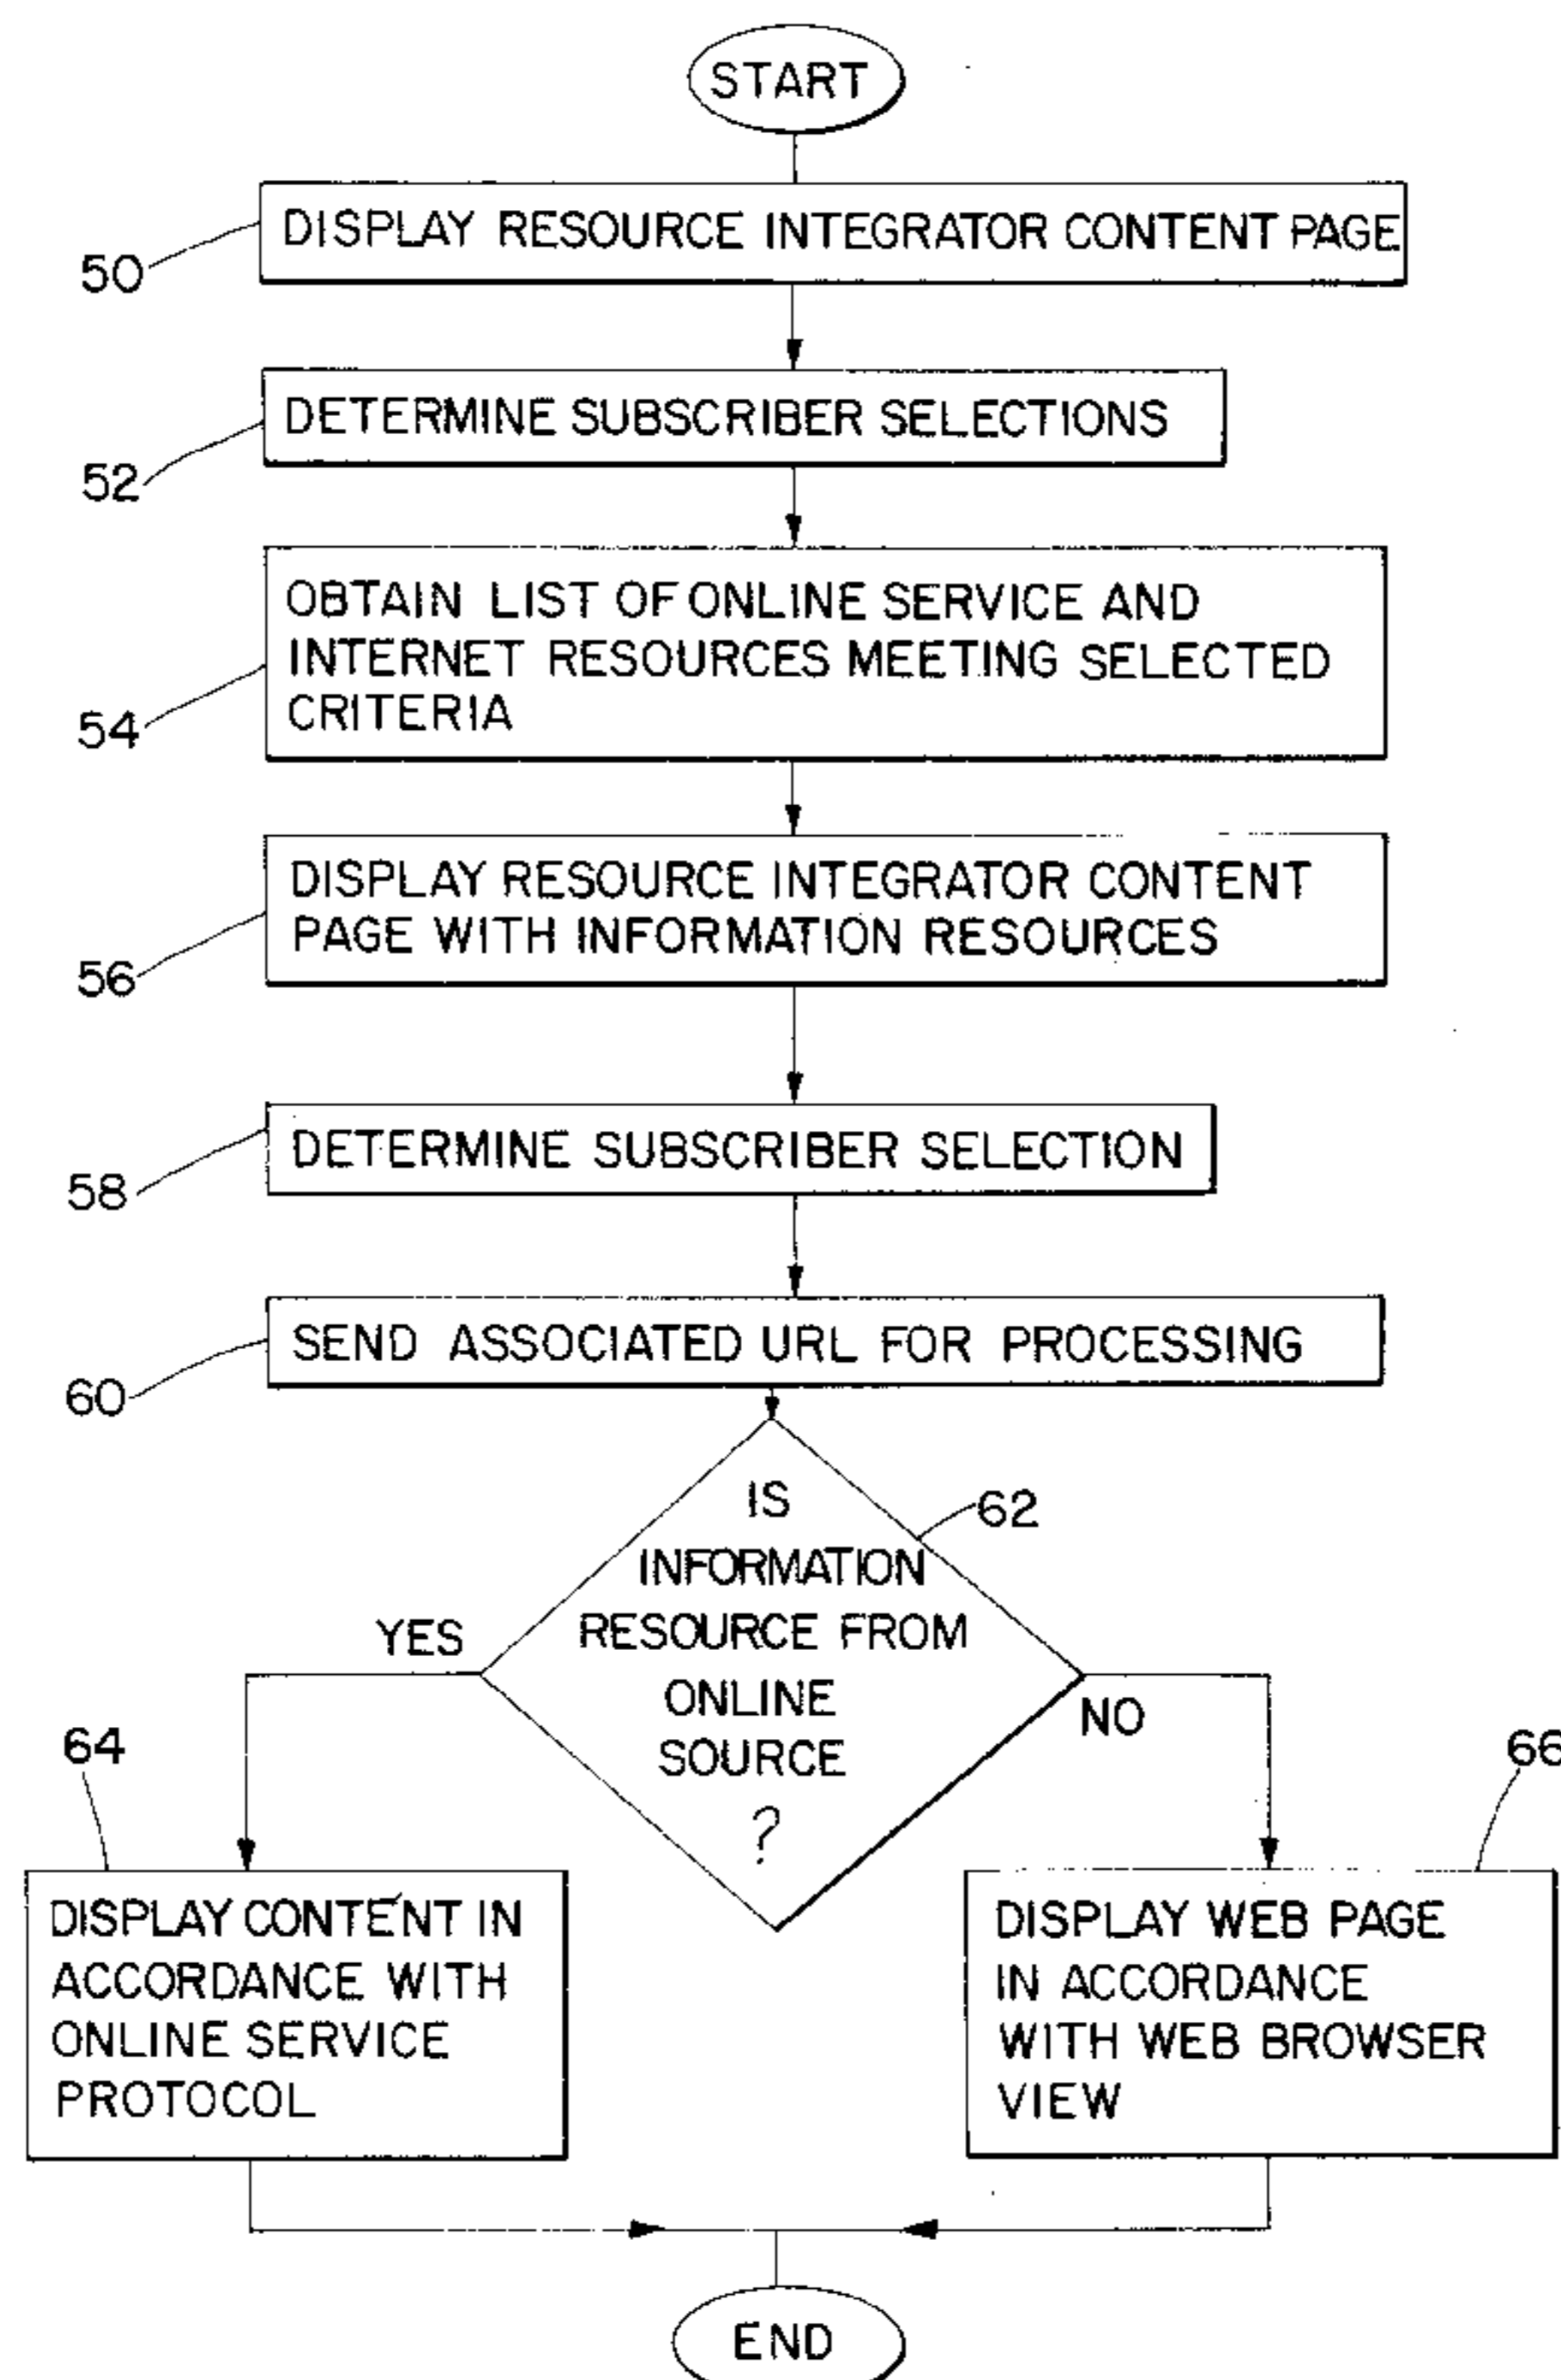 START
DISPLAY RESOURCE INTEGRATOR CONTENT PAGE
50
DETERMINE SUBSCRIBER SELECTIONS
52
OBTAIN LIST OF ONLINE SERVICE AND
INTERNET RESOURCES MEETING SELECTED
CRITERIA
54
DISPLAY RESOURCE INTEGRATOR CONTENT
PAGE WITH INFORMATION RESOURCES
56
DETERMINE SUBSCRIBER SELECTION
58
SEND ASSOCIATED URL FOR PROCESSING
60
IS
INFORMATION
RESOURCE FROM
ONLINE
SOURCE
?
62
YES
NO
64
66
DISPLAY CONTENT IN
ACCORDANCE WITH
ONLINE SERVICE
PROTOCOL
DISPLAY WEB PAGE
IN ACCORDANCE
WITH WEB BROWSER
VIEW
END